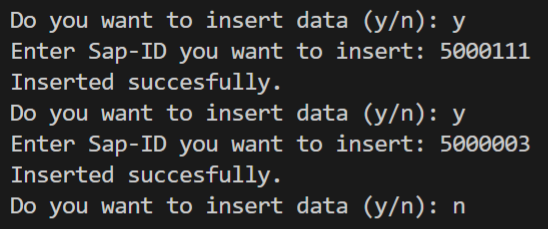 Do you want to insert data (y/n): y
Enter Sap-ID you want to insert: 5000111
Inserted succesfully.
Do you want to insert data (y/n): y
Enter Sap-ID you want to insert: 5000003
Inserted succesfully.
Do you want to insert data (y/n): n